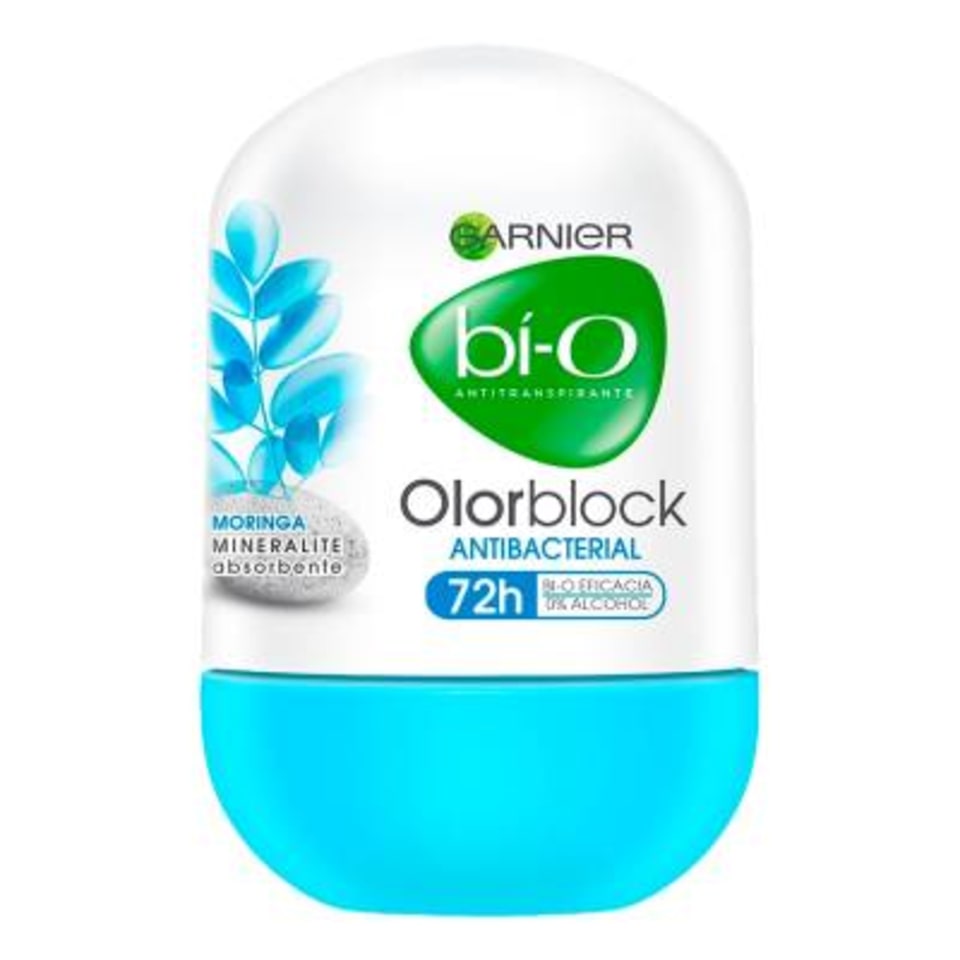 GARNIER
bí-O
ANTITRANSPIRANTE
Olorblock
ANTIBACTERIAL
72h
BI-O EFICACIA
0% ALCOHOL
MORINGA
MINERALITE
absorbente